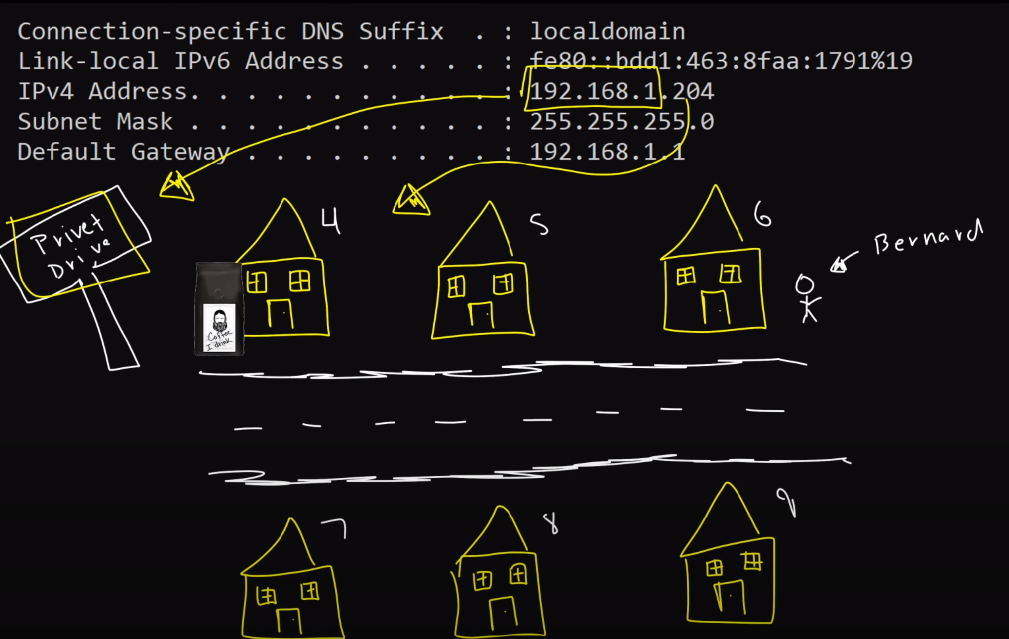 Connection-specific DNS Suffix  . : localdomain
Link-local IPv6 Address . . . . . : fe80::bdd1:463:8faa:1791%19
IPv4 Address. . . . . . . . . . . : 192.168.1.204
Subnet Mask . . . . . . . . . . . : 255.255.255.0
Default Gateway . . . . . . . . . : 192.168.1.1
Privet
Drive
4
5
6
Bernard
Coffee
I drink
7
8
9